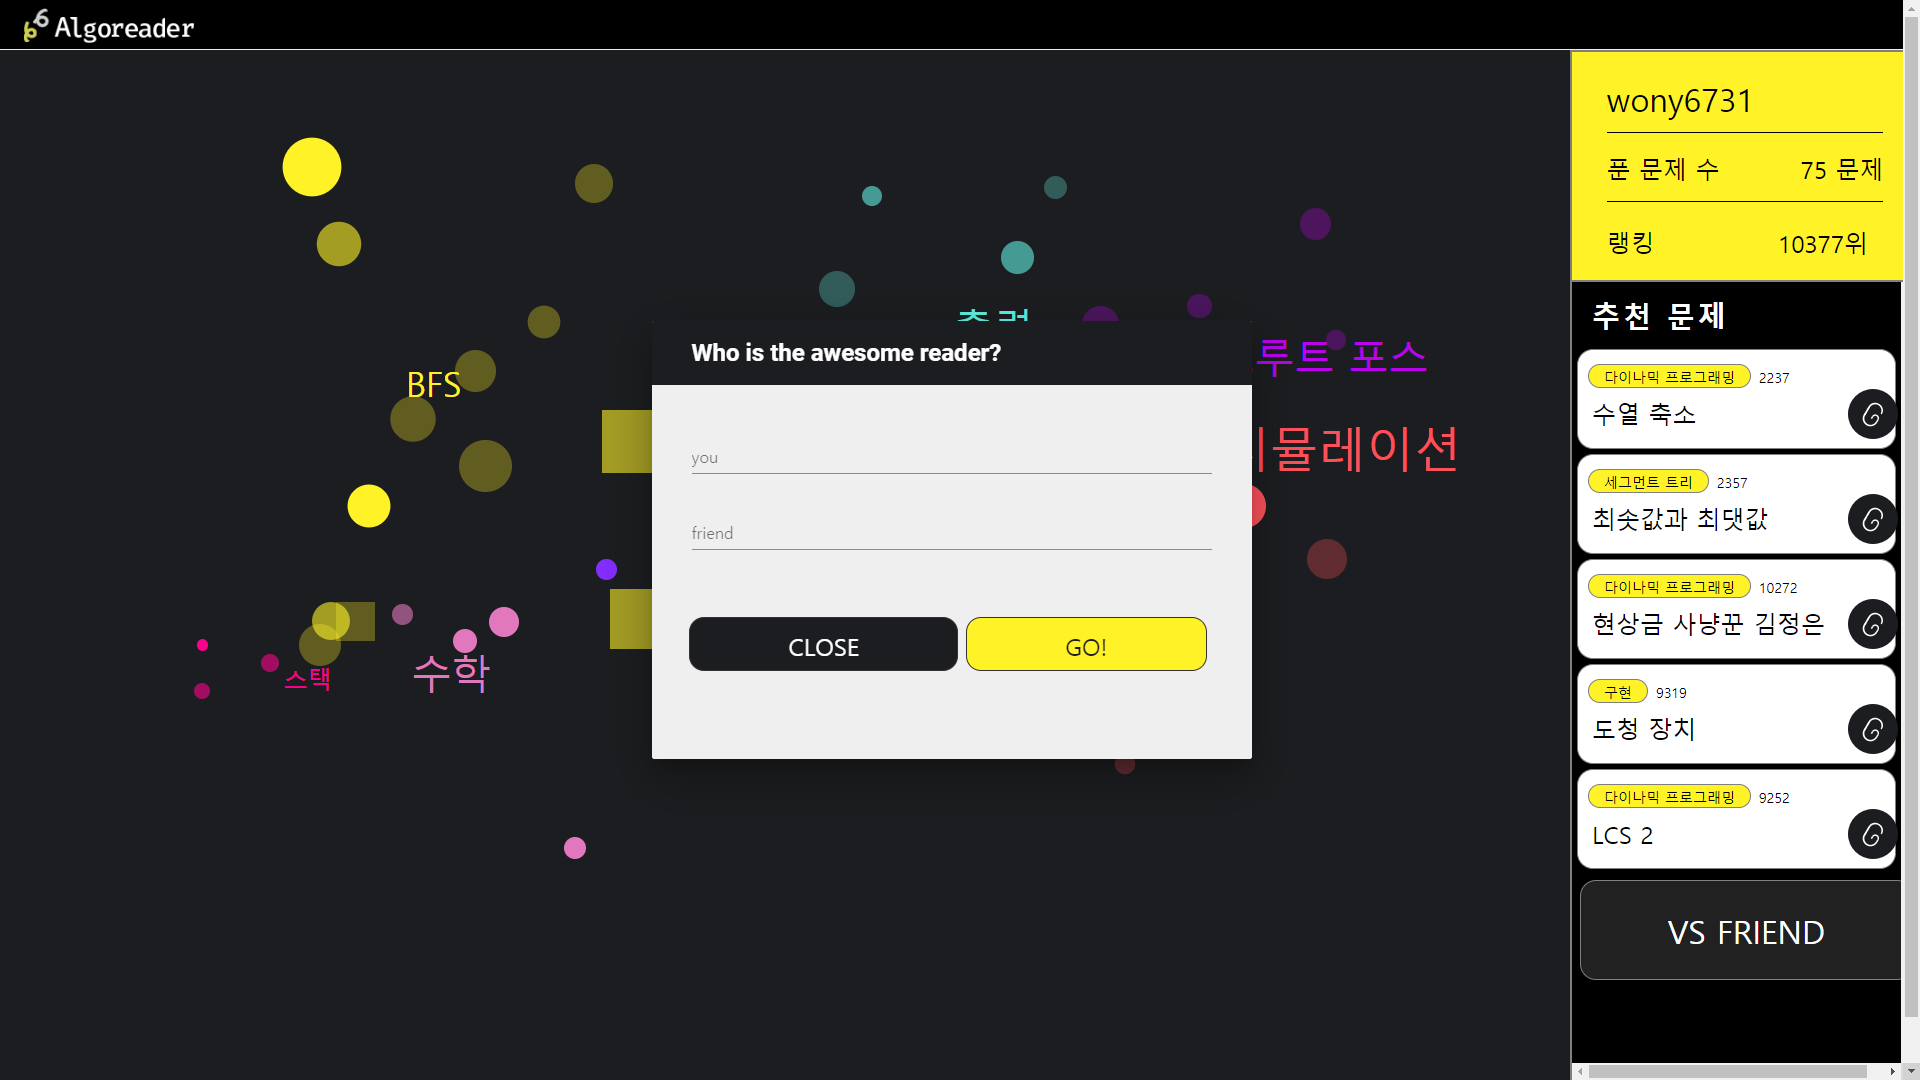 Algoreader
BFS
스택
수학
루트 포스
뮬레이션
Who is the awesome reader?
you
friend
CLOSE
GO!
wony6731
푼 문제 수 75 문제
랭킹 10377위
추천 문제
다이나믹 프로그래밍 2237
수열 축소
세그먼트 트리 2357
최솟값과 최댓값
다이나믹 프로그래밍 10272
현상금 사냥꾼 김정은
구현 9319
도청 장치
다이나믹 프로그래밍 9252
LCS 2
VS FRIEND